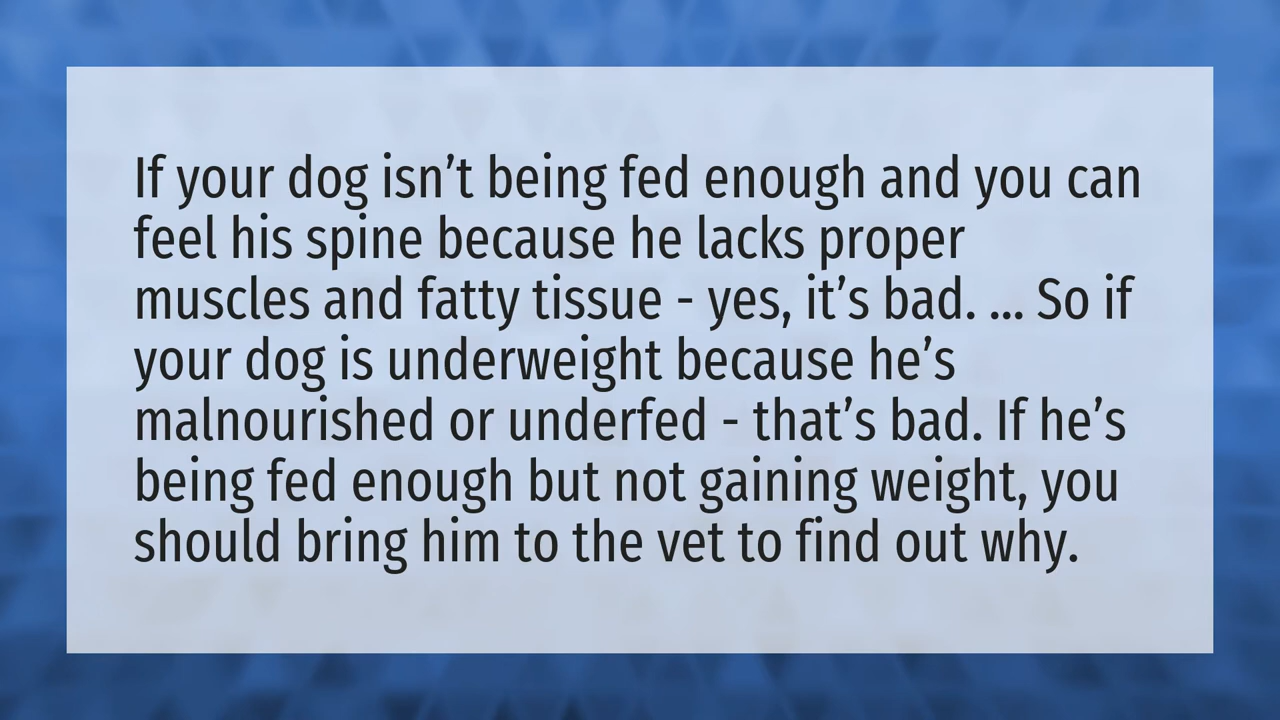 If your dog isn’t being fed enough and you can
feel his spine because he lacks proper
muscles and fatty tissue - yes, it’s bad. ... So if
your dog is underweight because he’s
malnourished or underfed - that’s bad. If he’s
being fed enough but not gaining weight, you
should bring him to the vet to find out why.